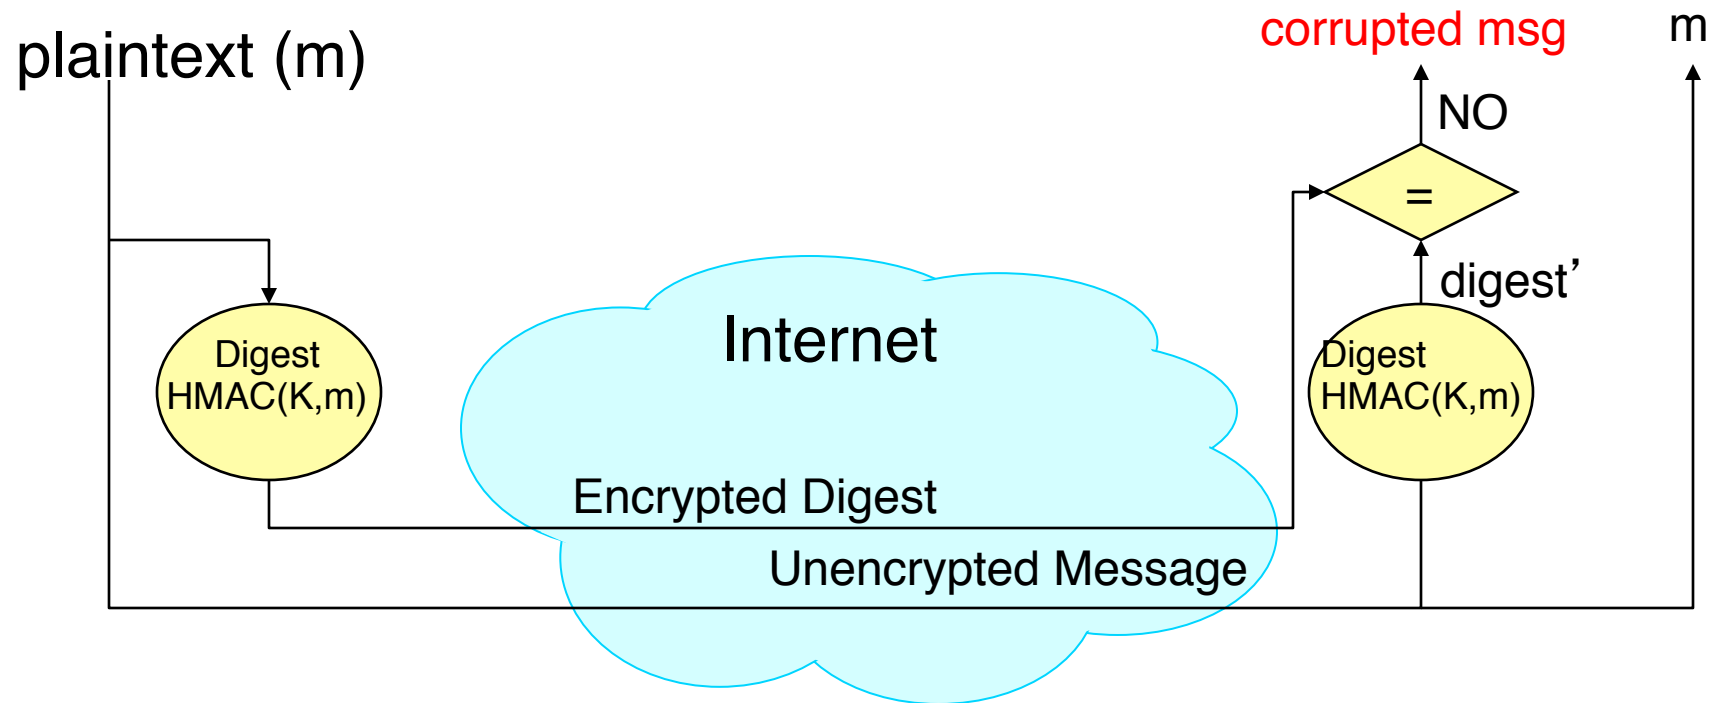 plaintext (m)
corrupted msg
m
NO
=
digest’
Digest
HMAC(K,m)
Internet
Digest
HMAC(K,m)
Encrypted Digest
Unencrypted Message